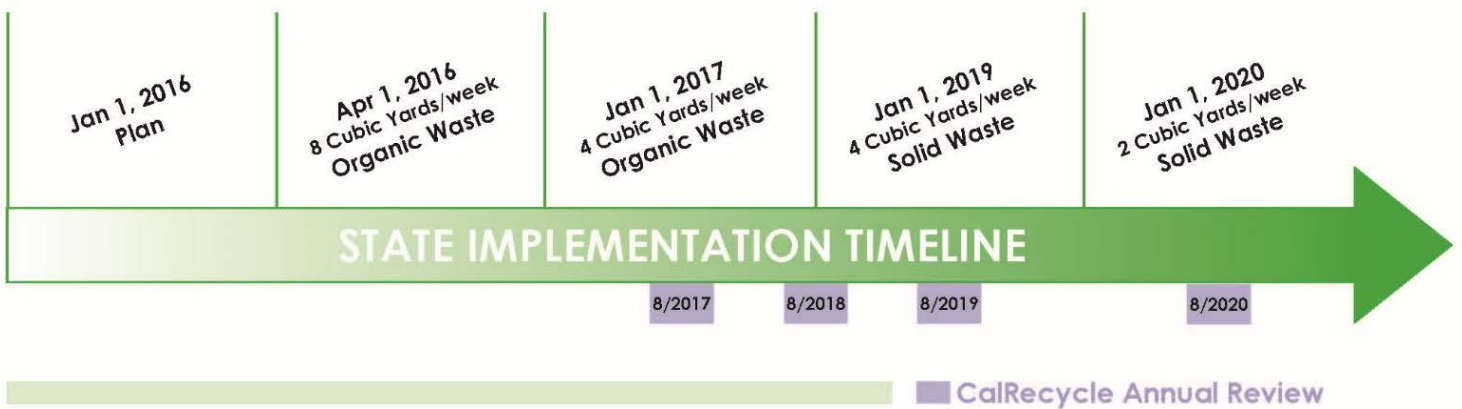 Jan 1, 2016
Plan
Apr 1, 2016
8 Cubic Yards/week
Organic Waste
Jan 1, 2017
4 Cubic Yards/week
Organic Waste
Jan 1, 2019
4 Cubic Yards/week
Solid Waste
Jan 1, 2020
2 Cubic Yards/week
Solid Waste
STATE IMPLEMENTATION TIMELINE
8/2017
8/2018
8/2019
8/2020
CalRecycle Annual Review